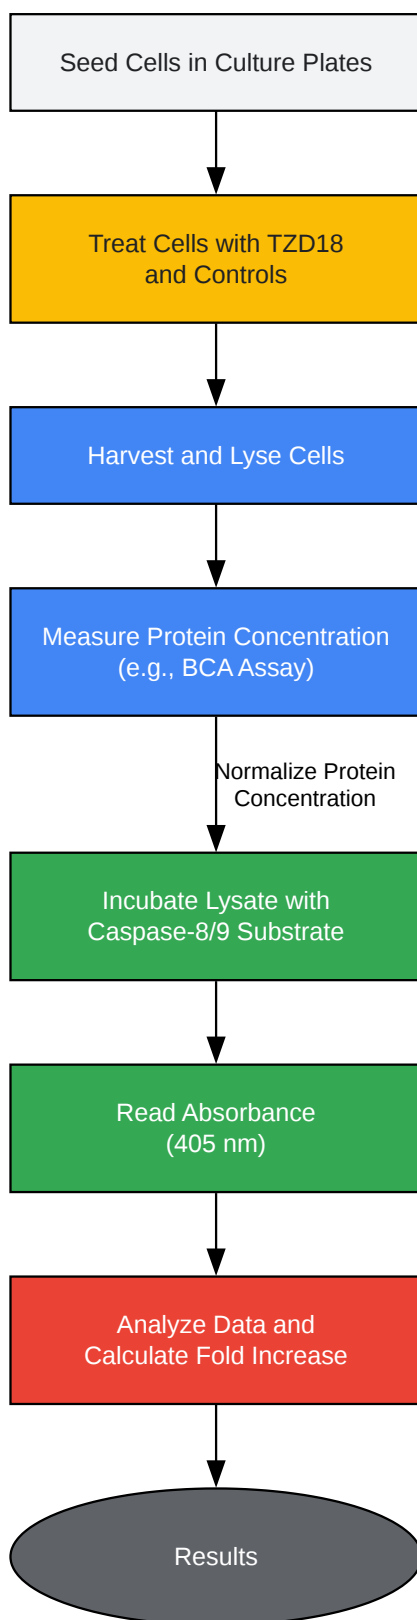 Seed Cells in Culture Plates
Treat Cells with TZD18
and Controls
Harvest and Lyse Cells
Measure Protein Concentration
(e.g., BCA Assay)
Normalize Protein
Concentration
Incubate Lysate with
Caspase-8/9 Substrate
Read Absorbance
(405 nm)
Analyze Data and
Calculate Fold Increase
Results